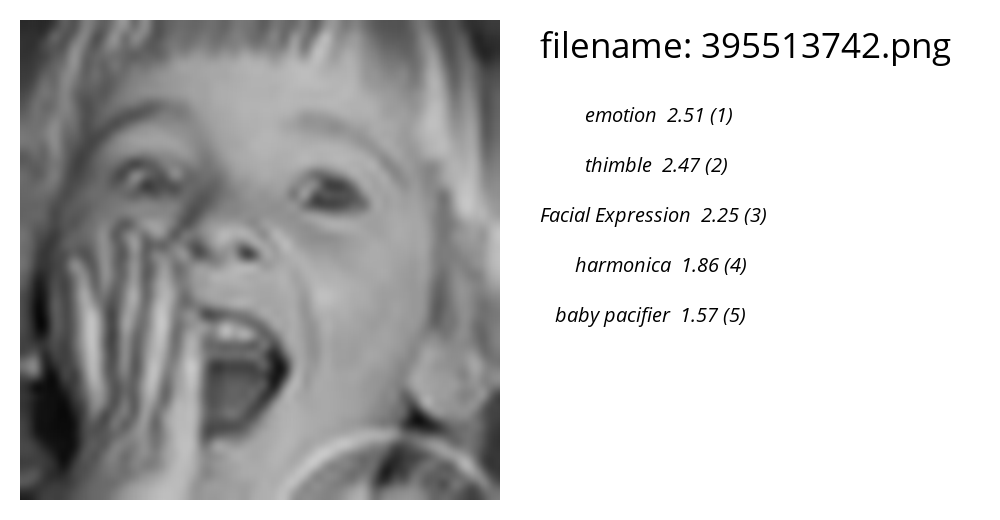 filename: 395513742.png
emotion 2.51 (1)
thimble 2.47 (2)
Facial Expression 2.25 (3)
harmonica 1.86 (4)
baby pacifier 1.57 (5)